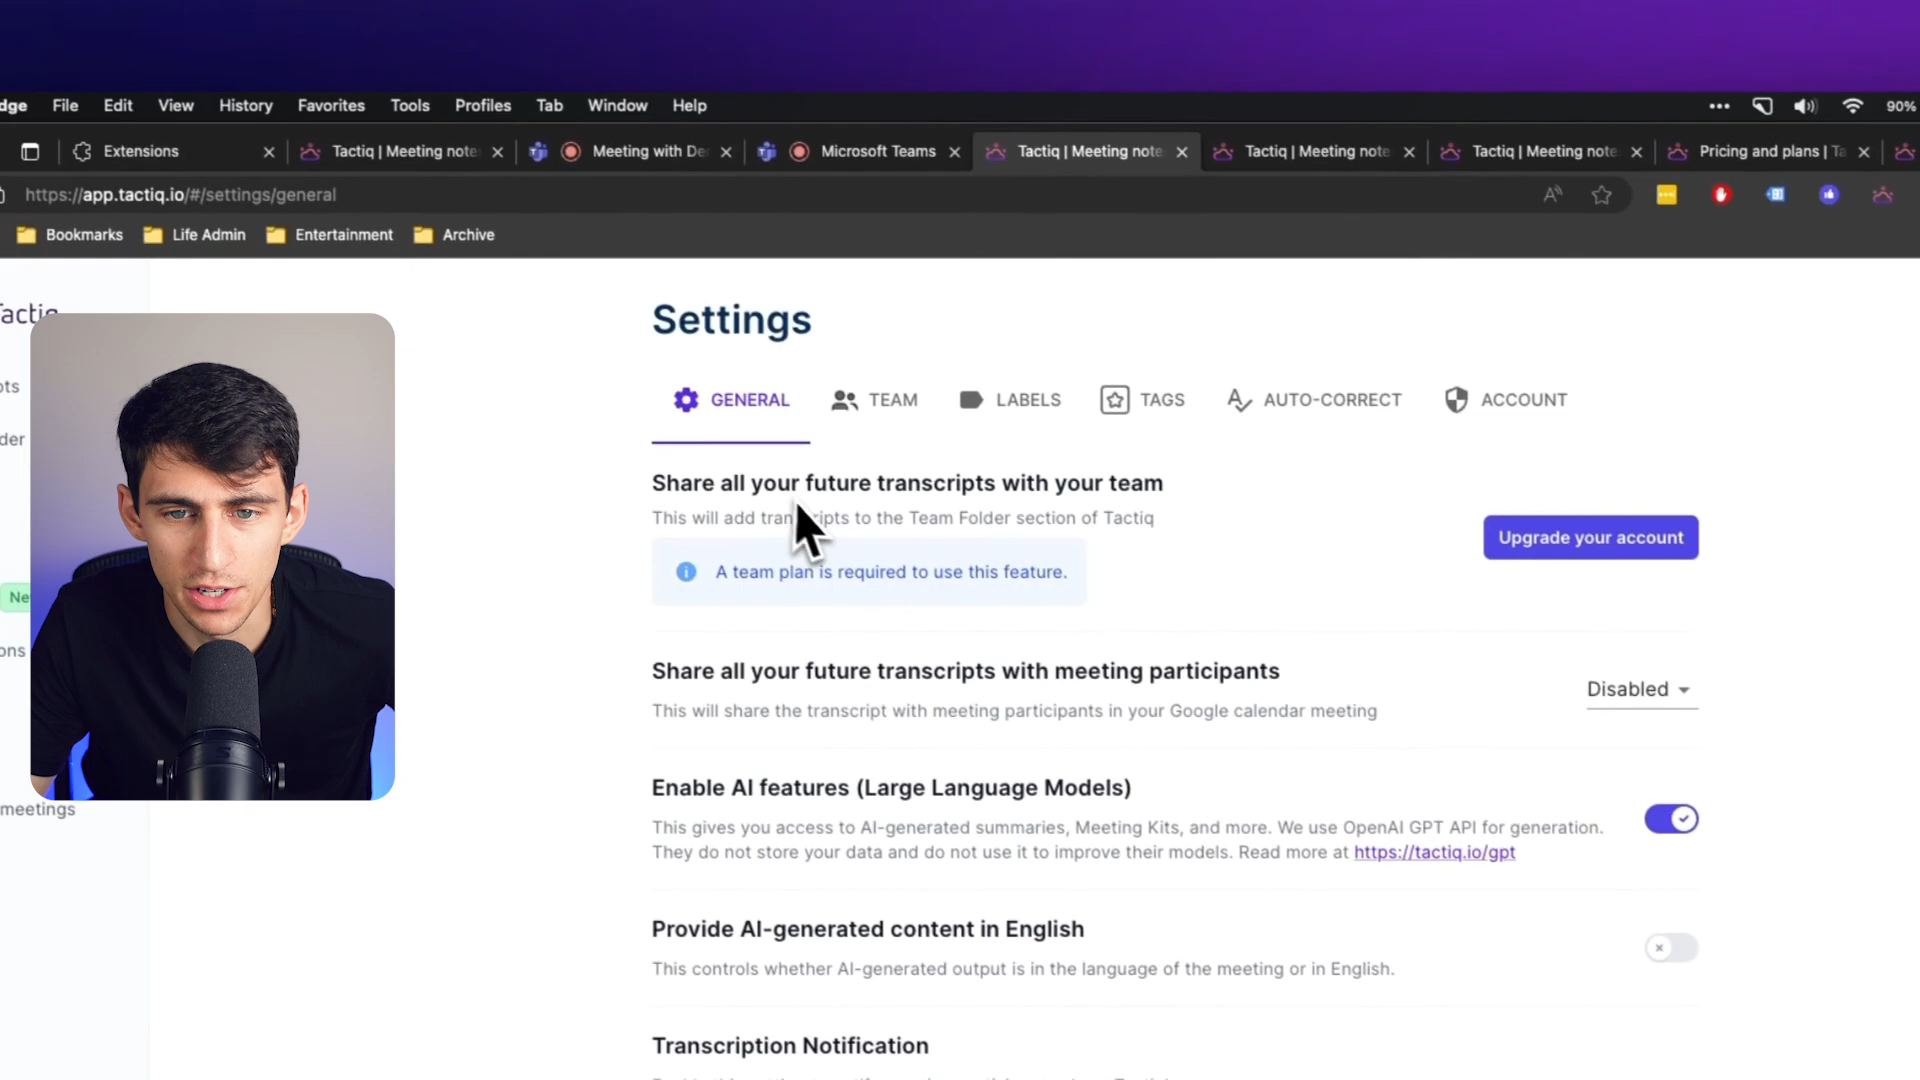 dge File Edit View History Favorites Tools Profiles Tab Window Help 90%
Extensions Tactiq | Meeting note Meeting with De Microsoft Teams Tactiq | Meeting note Tactiq | Meeting note Tactiq | Meeting note Pricing and plans | Ta
https://app.tactiq.io/#/settings/general
Bookmarks Life Admin Entertainment Archive
Tactiq
ots
der
Ne
ons
meetings
Settings
GENERAL TEAM LABELS TAGS AUTO-CORRECT ACCOUNT
Share all your future transcripts with your team
This will add transcripts to the Team Folder section of Tactiq
Upgrade your account
A team plan is required to use this feature.
Share all your future transcripts with meeting participants
Disabled
This will share the transcript with meeting participants in your Google calendar meeting
Enable AI features (Large Language Models)
This gives you access to AI-generated summaries, Meeting Kits, and more. We use OpenAI GPT API for generation.
They do not store your data and do not use it to improve their models. Read more at https://tactiq.io/gpt
Provide AI-generated content in English
This controls whether AI-generated output is in the language of the meeting or in English.
Transcription Notification